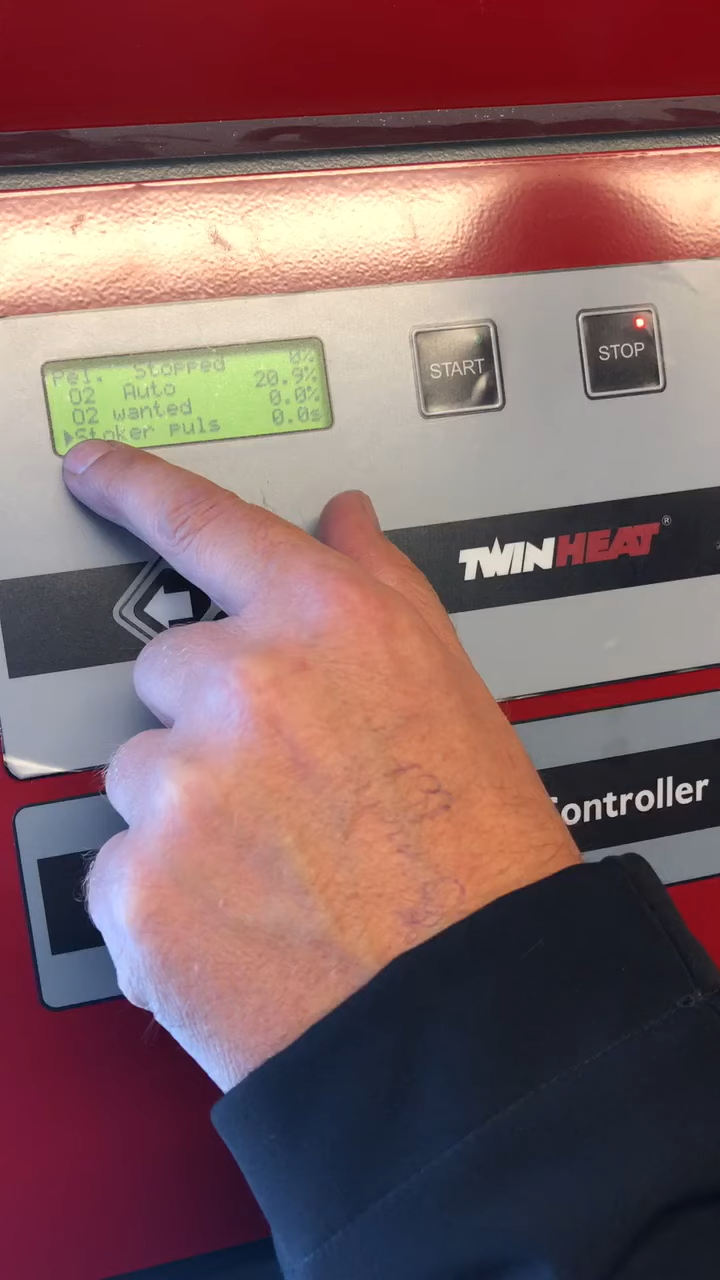 Pel. Stopped 0%
O2 Auto 20.9%
O2 wanted 0.0%
▶Stoker puls 0.0s
START
STOP
TWINHEAT®
Controller